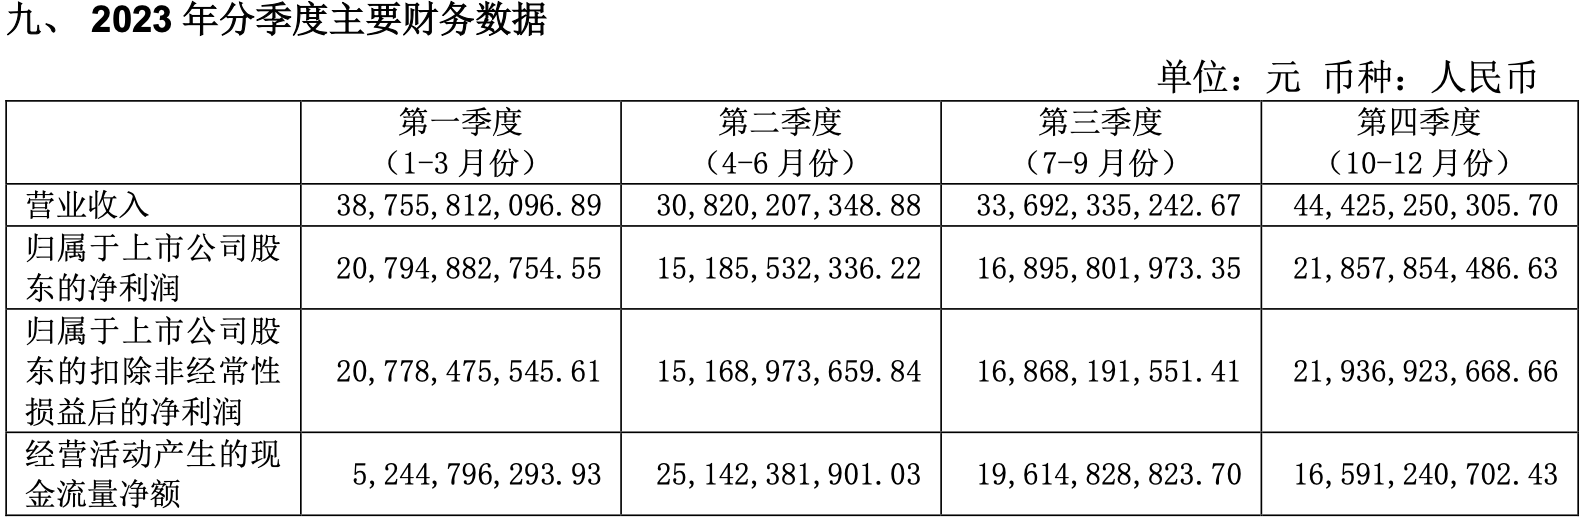 九、 2023 年分季度主要财务数据
单位：元 币种：人民币
第一季度 第二季度 第三季度 第四季度
（1-3 月份） （4-6 月份） （7-9 月份） （10-12 月份）
营业收入 38,755,812,096.89 30,820,207,348.88 33,692,335,242.67 44,425,250,305.70
归属于上市公司股
东的净利润 20,794,882,754.55 15,185,532,336.22 16,895,801,973.35 21,857,854,486.63
归属于上市公司股
东的扣除非经常性 20,778,475,545.61 15,168,973,659.84 16,868,191,551.41 21,936,923,668.66
损益后的净利润
经营活动产生的现
金流量净额 5,244,796,293.93 25,142,381,901.03 19,614,828,823.70 16,591,240,702.43